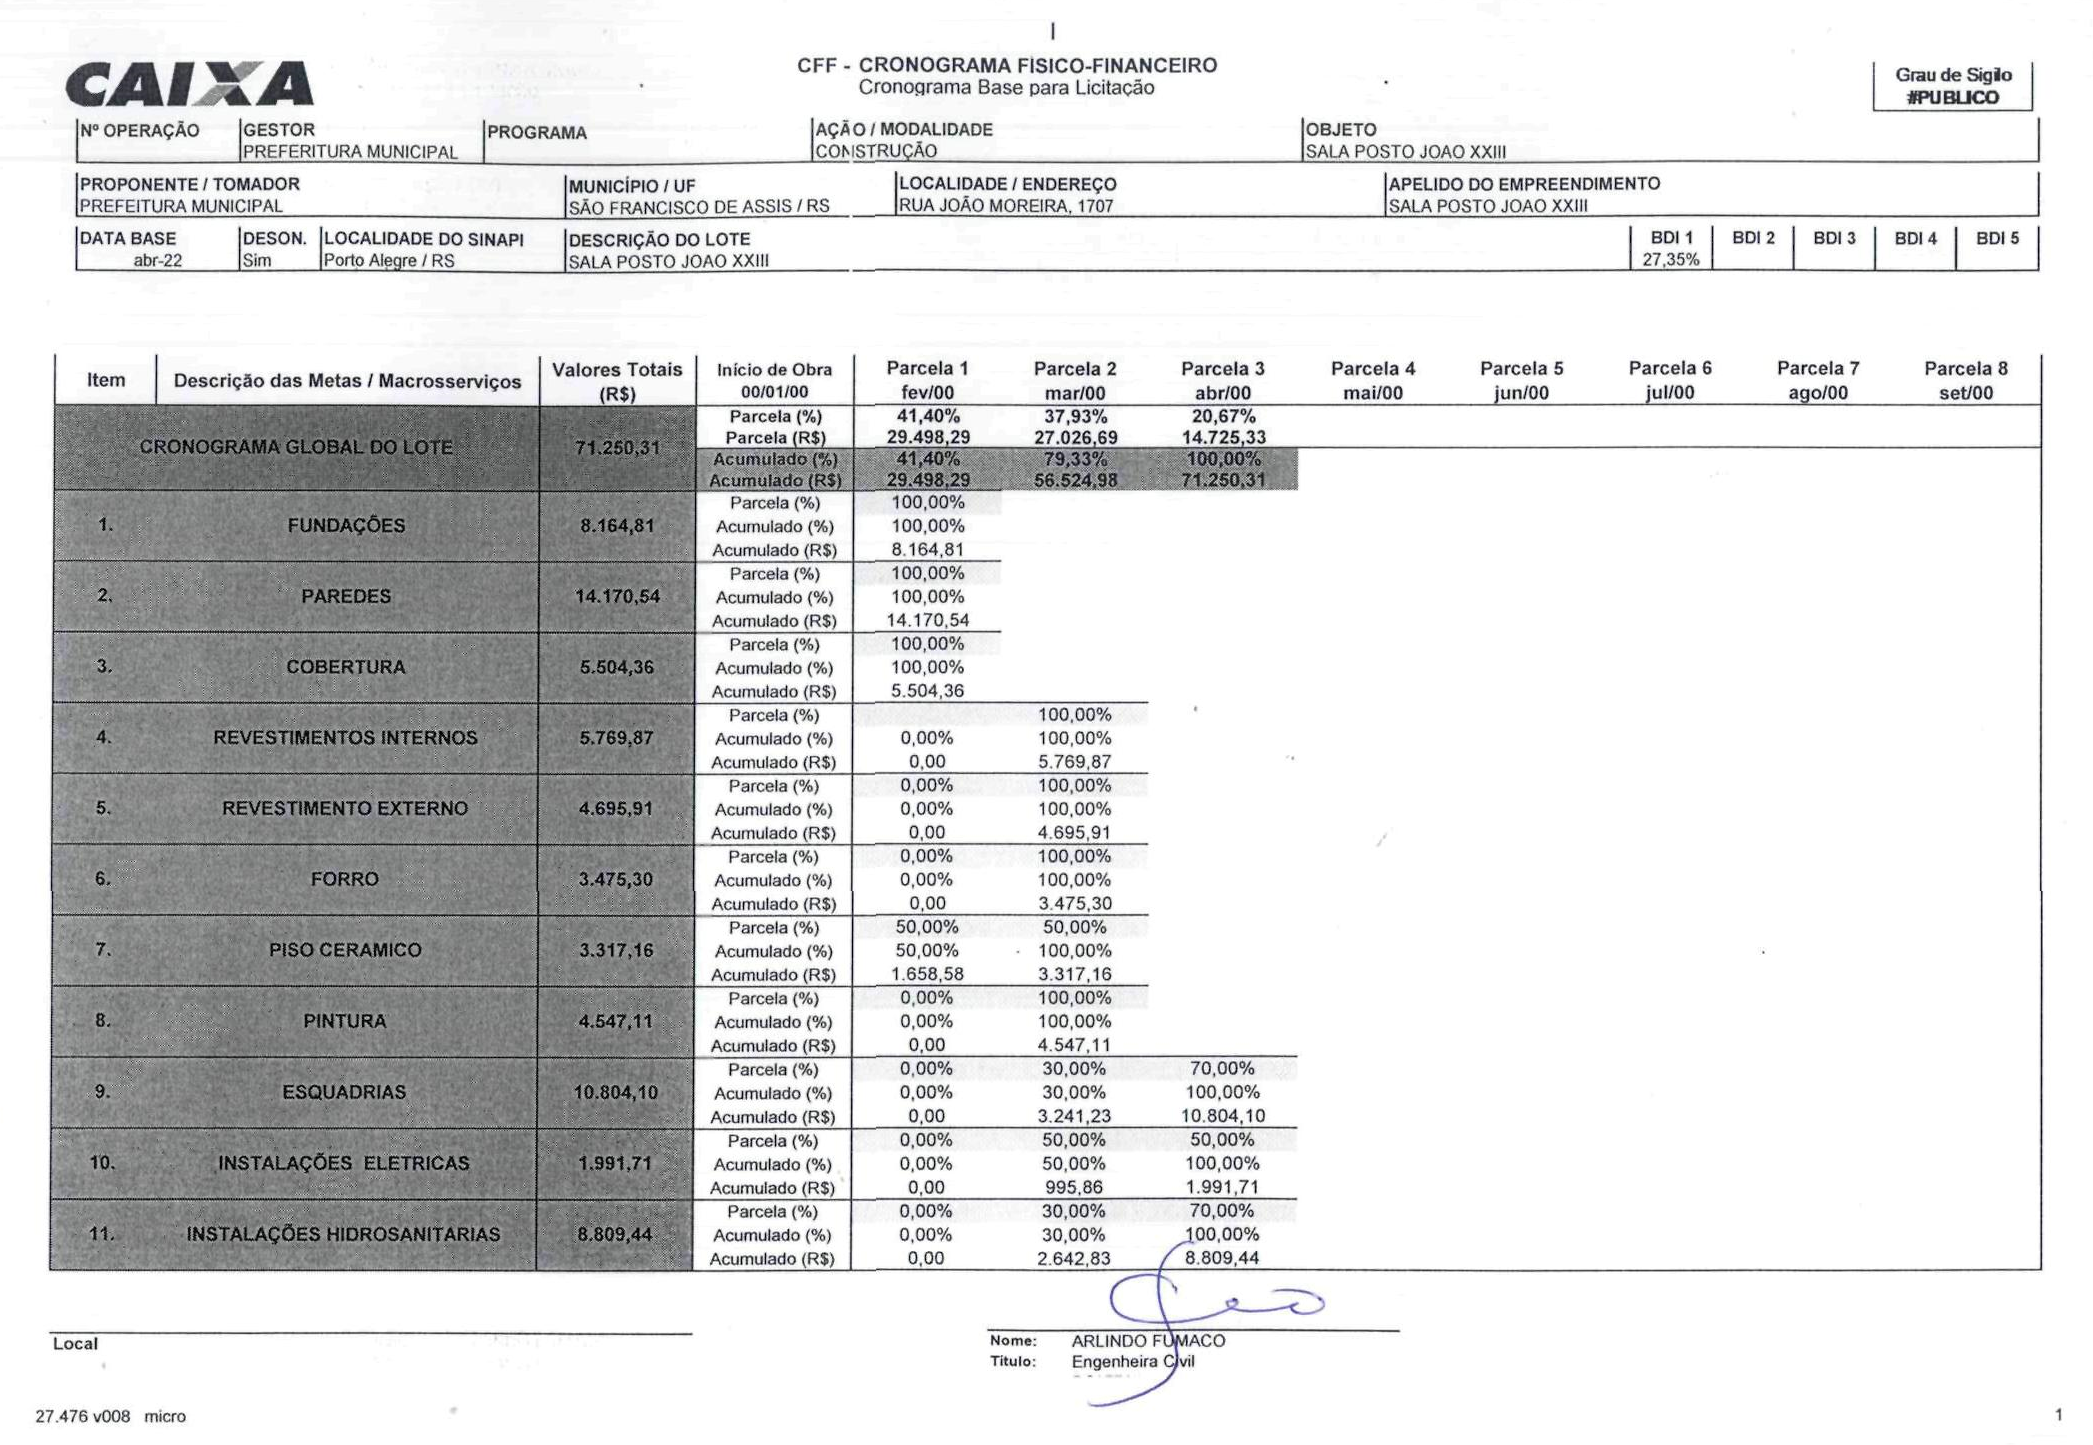 CAIXA
CFF - CRONOGRAMA FÍSICO-FINANCEIRO
Cronograma Base para Licitação
Grau de Sigilo
#PUBLICO
Nº OPERAÇÃO GESTOR PROGRAMA AÇÃO / MODALIDADE OBJETO
PREFERITURA MUNICIPAL CONSTRUÇÃO SALA POSTO JOAO XXIII
PROPONENTE / TOMADOR MUNICÍPIO / UF LOCALIDADE / ENDEREÇO APELIDO DO EMPREENDIMENTO
PREFEITURA MUNICIPAL SÃO FRANCISCO DE ASSIS / RS RUA JOÃO MOREIRA, 1707 SALA POSTO JOAO XXIII
DATA BASE DESON. LOCALIDADE DO SINAPI DESCRIÇÃO DO LOTE BDI 1 BDI 2 BDI 3 BDI 4 BDI 5
abr-22 Sim Porto Alegre / RS SALA POSTO JOAO XXIII 27,35%
Item Descrição das Metas / Macrosserviços Valores Totais (R$) Início de Obra Parcela 1 Parcela 2 Parcela 3 Parcela 4 Parcela 5 Parcela 6 Parcela 7 Parcela 8
00/01/00 fev/00 mar/00 abr/00 mai/00 jun/00 jul/00 ago/00 set/00
CRONOGRAMA GLOBAL DO LOTE 71.250,31
Parcela (%) 41,40% 37,93% 20,67%
Parcela (R$) 29.498,29 27.026,69 14.725,33
Acumulado (%) 41,40% 79,33% 100,00%
Acumulado (R$) 29.498,29 56.524,98 71.250,31
1. FUNDAÇÕES 8.164,81
Parcela (%) 100,00%
Acumulado (%) 100,00%
Acumulado (R$) 8.164,81
2. PAREDES 14.170,54
Parcela (%) 100,00%
Acumulado (%) 100,00%
Acumulado (R$) 14.170,54
3. COBERTURA 5.504,36
Parcela (%) 100,00%
Acumulado (%) 100,00%
Acumulado (R$) 5.504,36
4. REVESTIMENTOS INTERNOS 5.769,87
Parcela (%) 100,00%
Acumulado (%) 0,00% 100,00%
Acumulado (R$) 0,00 5.769,87
5. REVESTIMENTO EXTERNO 4.695,91
Parcela (%) 0,00% 100,00%
Acumulado (%) 0,00% 100,00%
Acumulado (R$) 0,00 4.695,91
6. FORRO 3.475,30
Parcela (%) 0,00% 100,00%
Acumulado (%) 0,00% 100,00%
Acumulado (R$) 0,00 3.475,30
7. PISO CERAMICO 3.317,16
Parcela (%) 50,00% 50,00%
Acumulado (%) 50,00% 100,00%
Acumulado (R$) 1.658,58 3.317,16
8. PINTURA 4.547,11
Parcela (%) 0,00% 100,00%
Acumulado (%) 0,00% 100,00%
Acumulado (R$) 0,00 4.547,11
9. ESQUADRIAS 10.804,10
Parcela (%) 0,00% 30,00% 70,00%
Acumulado (%) 0,00% 30,00% 100,00%
Acumulado (R$) 0,00 3.241,23 10.804,10
10. INSTALAÇÕES ELETRICAS 1.991,71
Parcela (%) 0,00% 50,00% 50,00%
Acumulado (%) 0,00% 50,00% 100,00%
Acumulado (R$) 0,00 995,86 1.991,71
11. INSTALAÇÕES HIDROSANITARIAS 8.809,44
Parcela (%) 0,00% 30,00% 70,00%
Acumulado (%) 0,00% 30,00% 100,00%
Acumulado (R$) 0,00 2.642,83 8.809,44
Local
Nome: ARLINDO FUMACO
Título: Engenheira Civil
27.476 v008 micro
1